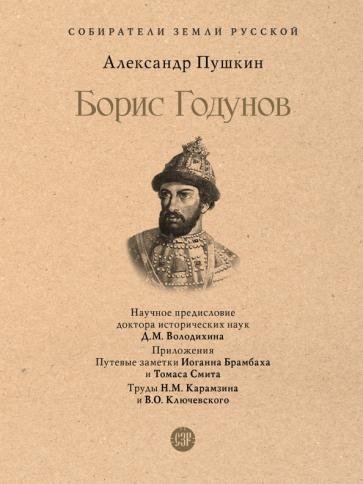 СОБИРАТЕЛИ ЗЕМЛИ РУССКОЙ
Александр Пушкин
Борис Годунов
Научное предисловие
доктора исторических наук
Д.М. Володихина
Приложения
Путевые заметки Иоганна Брамбаха
и Томаса Смита
Труды Н.М. Карамзина
и В.О. Ключевского
СЗР